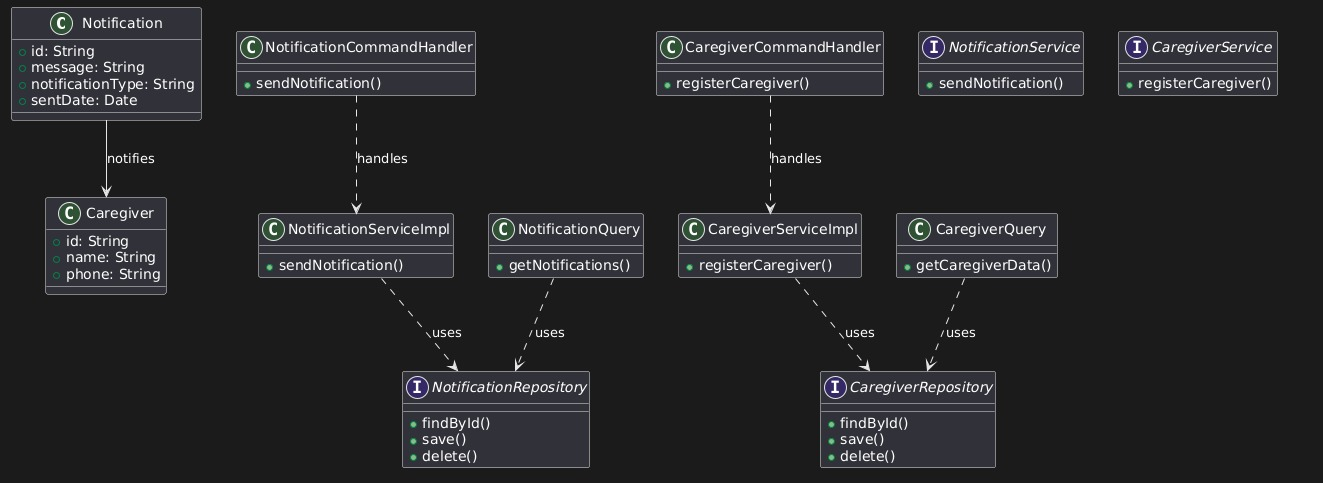 C Notification
id: String
message: String
notificationType: String
sentDate: Date
notifies
C Caregiver
id: String
name: String
phone: String
C NotificationCommandHandler
sendNotification()
handles
C NotificationServiceImpl
sendNotification()
uses
C NotificationQuery
getNotifications()
uses
I NotificationRepository
findById()
save()
delete()
C CaregiverCommandHandler
registerCaregiver()
handles
C CaregiverServiceImpl
registerCaregiver()
uses
C CaregiverQuery
getCaregiverData()
uses
I CaregiverRepository
findById()
save()
delete()
I NotificationService
sendNotification()
I CaregiverService
registerCaregiver()